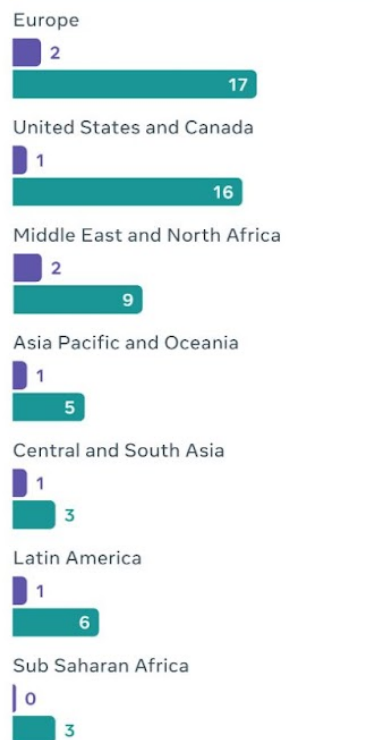 Europe
2
17
United States and Canada
1
16
Middle East and North Africa
2
9
Asia Pacific and Oceania
1
5
Central and South Asia
1
3
Latin America
1
6
Sub Saharan Africa
0
3